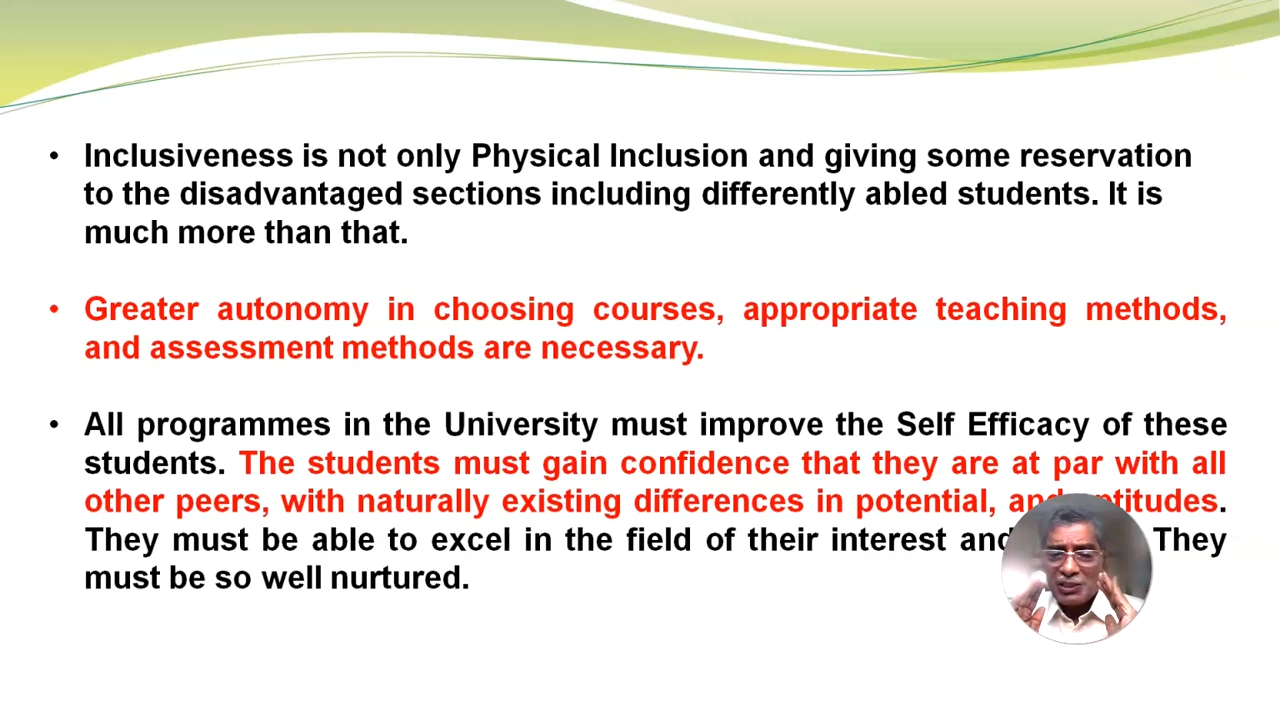 • Inclusiveness is not only Physical Inclusion and giving some reservation
to the disadvantaged sections including differently abled students. It is
much more than that.
• Greater autonomy in choosing courses, appropriate teaching methods,
and assessment methods are necessary.
• All programmes in the University must improve the Self Efficacy of these
students. The students must gain confidence that they are at par with all
other peers, with naturally existing differences in potential, and aptitudes.
They must be able to excel in the field of their interest and They
must be so well nurtured.